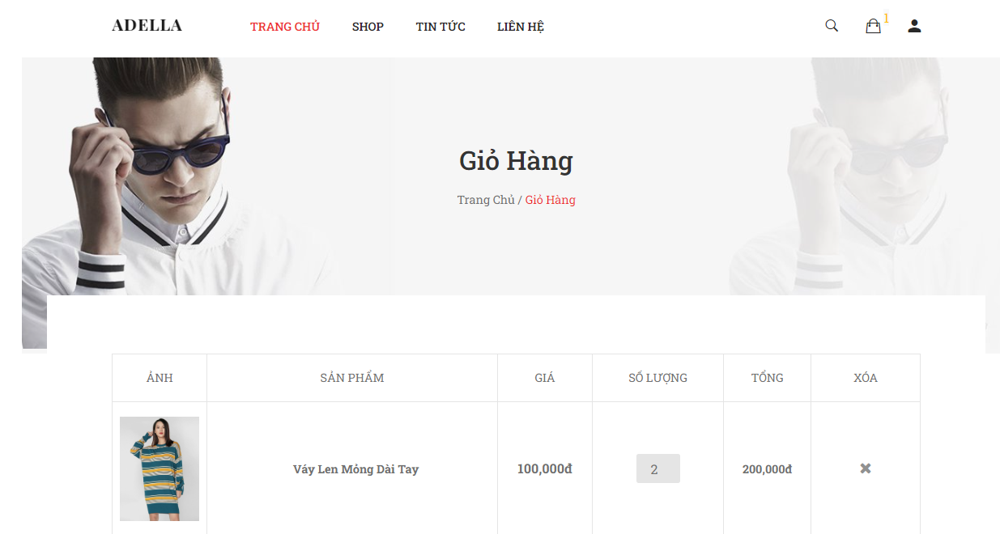 ADELLA TRANG CHỦ SHOP TIN TỨC LIÊN HỆ 1
Giỏ Hàng
Trang Chủ / Giỏ Hàng
ẢNH SẢN PHẨM GIÁ SỐ LƯỢNG TỔNG XÓA
Váy Len Mỏng Dài Tay 100,000đ 2 200,000đ